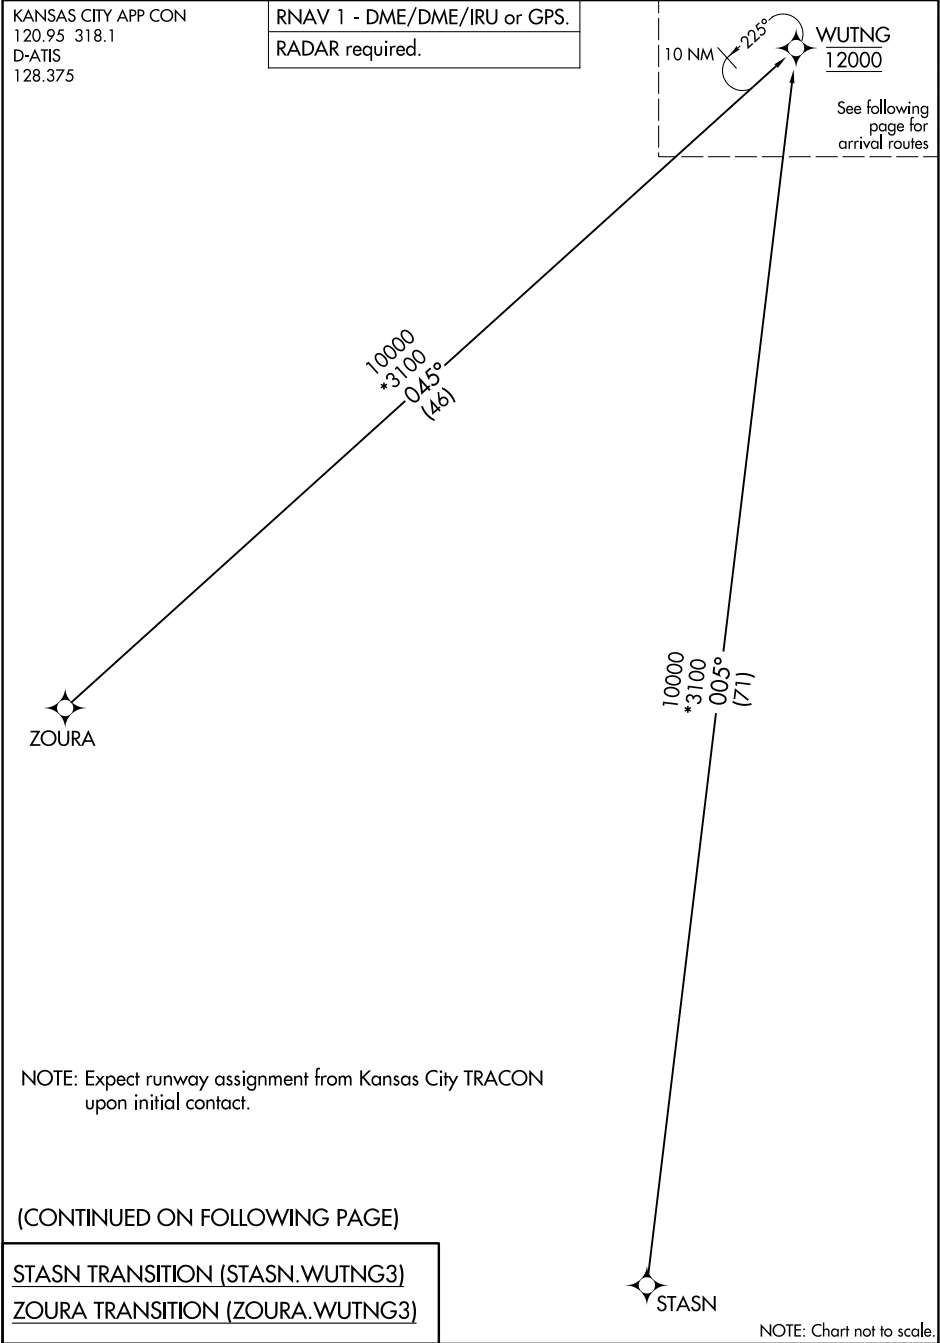 KANSAS CITY APP CON
120.95 318.1
D-ATIS
128.375
RNAV 1 - DME/DME/IRU or GPS.
RADAR required.
10 NM
225°
WUTNG
12000
See following
page for
arrival routes
10000
*3100
045°
(46)
ZOURA
10000
*3100
005°
(71)
NOTE: Expect runway assignment from Kansas City TRACON
upon initial contact.
(CONTINUED ON FOLLOWING PAGE)
STASN TRANSITION (STASN.WUTNG3)
ZOURA TRANSITION (ZOURA.WUTNG3)
STASN
NOTE: Chart not to scale.